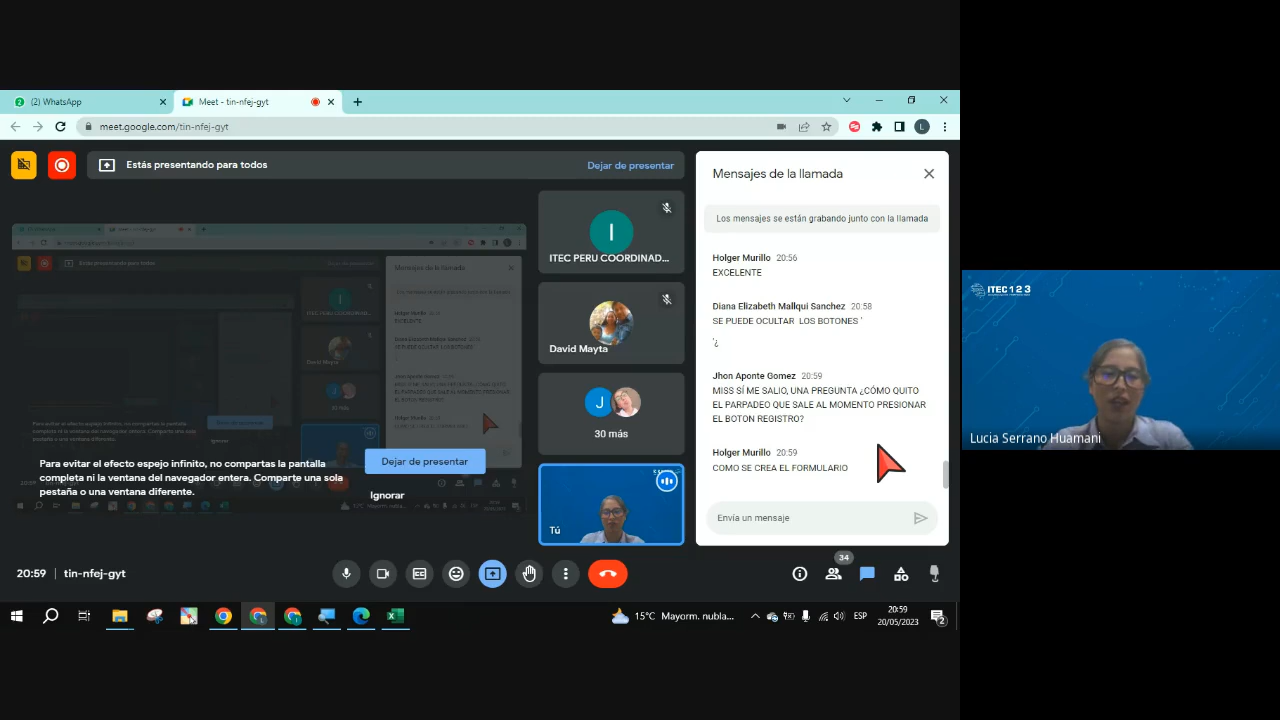 (2) WhatsApp
Meet - tin-nfej-gyt
meet.google.com/tin-nfej-gyt
L
Estás presentando para todos
Dejar de presentar
I
ITEC PERU COORDINAD...
David Mayta
J
30 más
Tú
Para evitar el efecto espejo infinito, no compartas la pantalla
completa ni la ventana del navegador entera. Comparte una sola
pestaña o una ventana diferente.
Dejar de presentar
Ignorar
Mensajes de la llamada
Los mensajes se están grabando junto con la llamada
Holger Murillo 20:56
EXCELENTE
Diana Elizabeth Mallqui Sanchez 20:58
SE PUEDE OCULTAR LOS BOTONES '
'¿
Jhon Aponte Gomez 20:59
MISS SÍ ME SALIO, UNA PREGUNTA ¿CÓMO QUITO
EL PARPADEO QUE SALE AL MOMENTO PRESIONAR
EL BOTON REGISTRO?
Holger Murillo 20:59
COMO SE CREA EL FORMULARIO
Envía un mensaje
20:59 | tin-nfej-gyt
34
15°C Mayorm. nubla...
ESP
20:59
20/05/2023
2
ITEC 1 2 3
Lucia Serrano Huamani